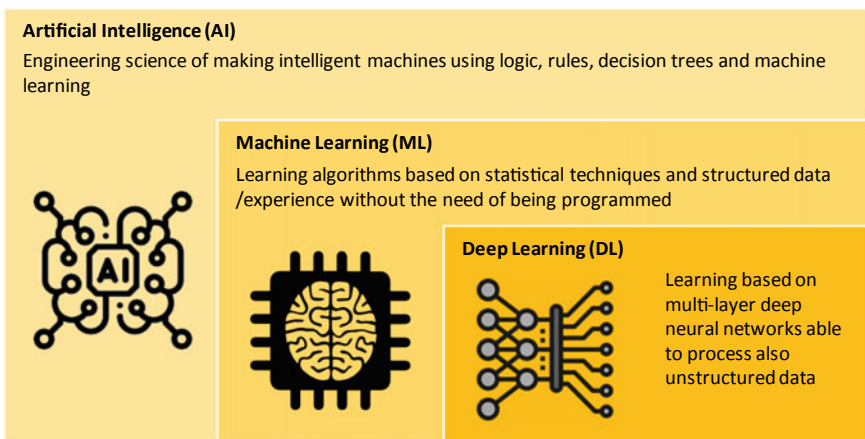 Artificial Intelligence (AI)
Engineering science of making intelligent machines using logic, rules, decision trees and machine
learning
Machine Learning (ML)
Learning algorithms based on statistical techniques and structured data
/experience without the need of being programmed
AI
Deep Learning (DL)
Learning based on
multi-layer deep
neural networks able
to process also
unstructured data